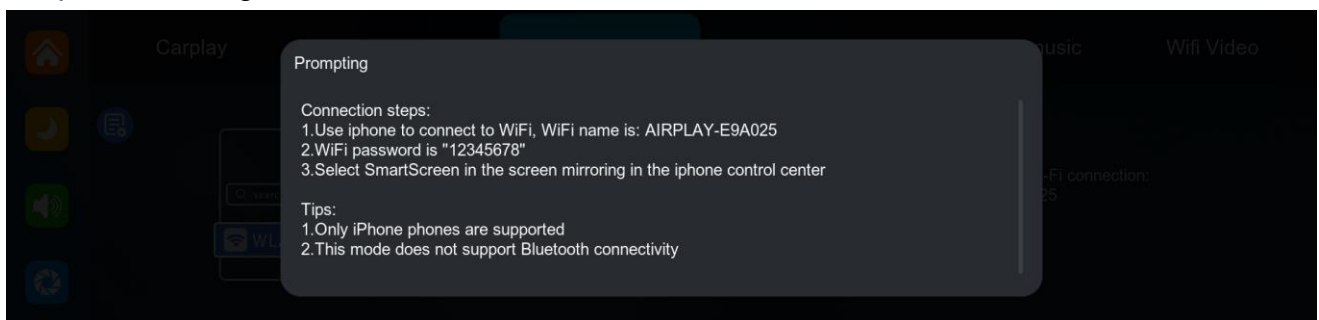 Carplay
usic
Wifi Video
Prompting
Connection steps:
1.Use iphone to connect to WiFi, WiFi name is: AIRPLAY-E9A025
2.WiFi password is "12345678"
3.Select SmartScreen in the screen mirroring in the iphone control center
-Fi connection:
25
Tips:
1.Only iPhone phones are supported
2.This mode does not support Bluetooth connectivity
WL